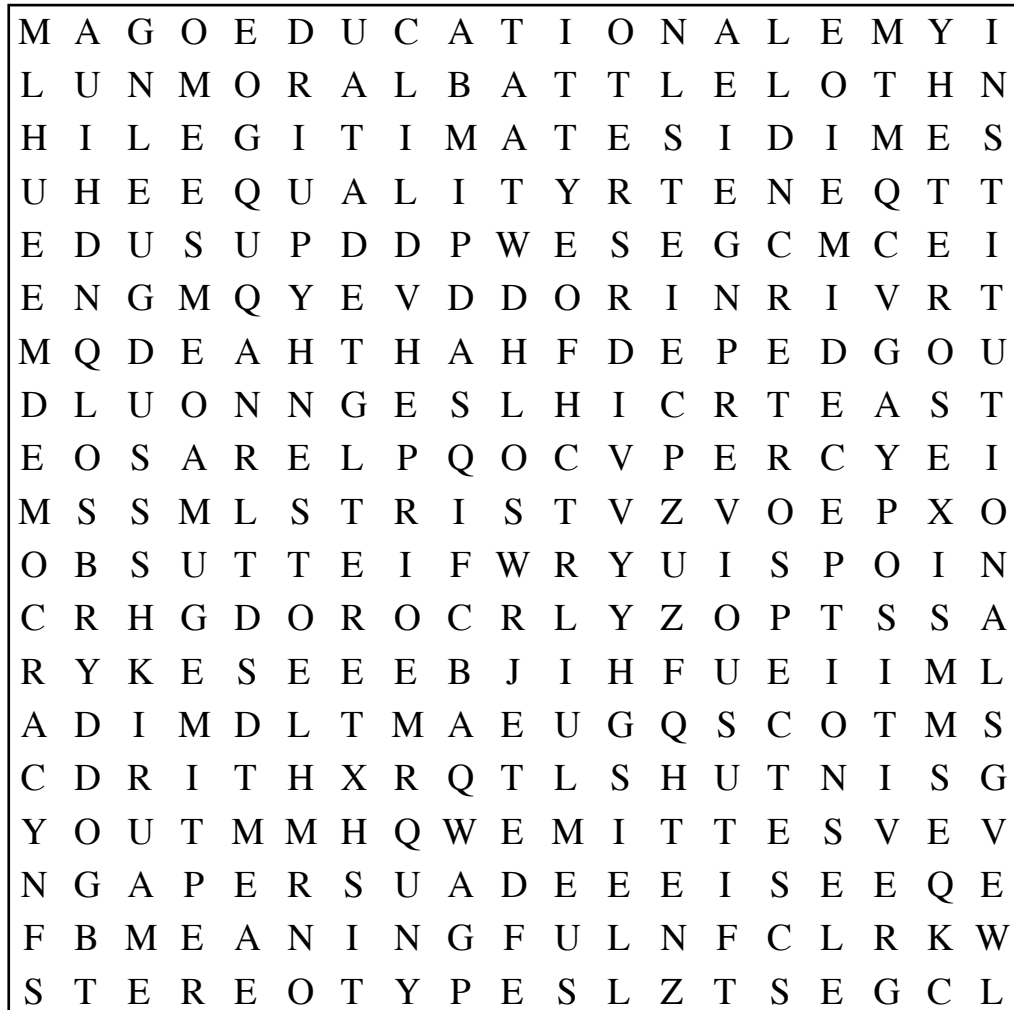 M A G O E D U C A T I O N A L E M Y I
L U N M O R A L B A T T L E L O T H N
H I L E G I T I M A T E S I D I M E S
U H E E Q U A L I T Y R T E N E Q T T
E D U S U P D D P W E S E G C M C E I
E N G M Q Y E V D D O R I N R I V R T
M Q D E A H T H A H F D E P E D G O U
D L U O N N G E S L H I C R T E A S T
E O S A R E L P Q O C V P E R C Y E I
M S S M L S T R I S T V Z V O E P X O
O B S U T T E I F W R Y U I S P O I N
C R H G D O R O C R L Y Z O P T S S A
R Y K E S E E E B J I H F U E I I M L
A D I M D L T M A E U G Q S C O T M S
C D R I T H X R Q T L S H U T N I S G
Y O U T M M H Q W E M I T T E S V E V
N G A P E R S U A D E E E I S E E Q E
F B M E A N I N G F U L N F C L R K W
S T E R E O T Y P E S L Z T S E G C L